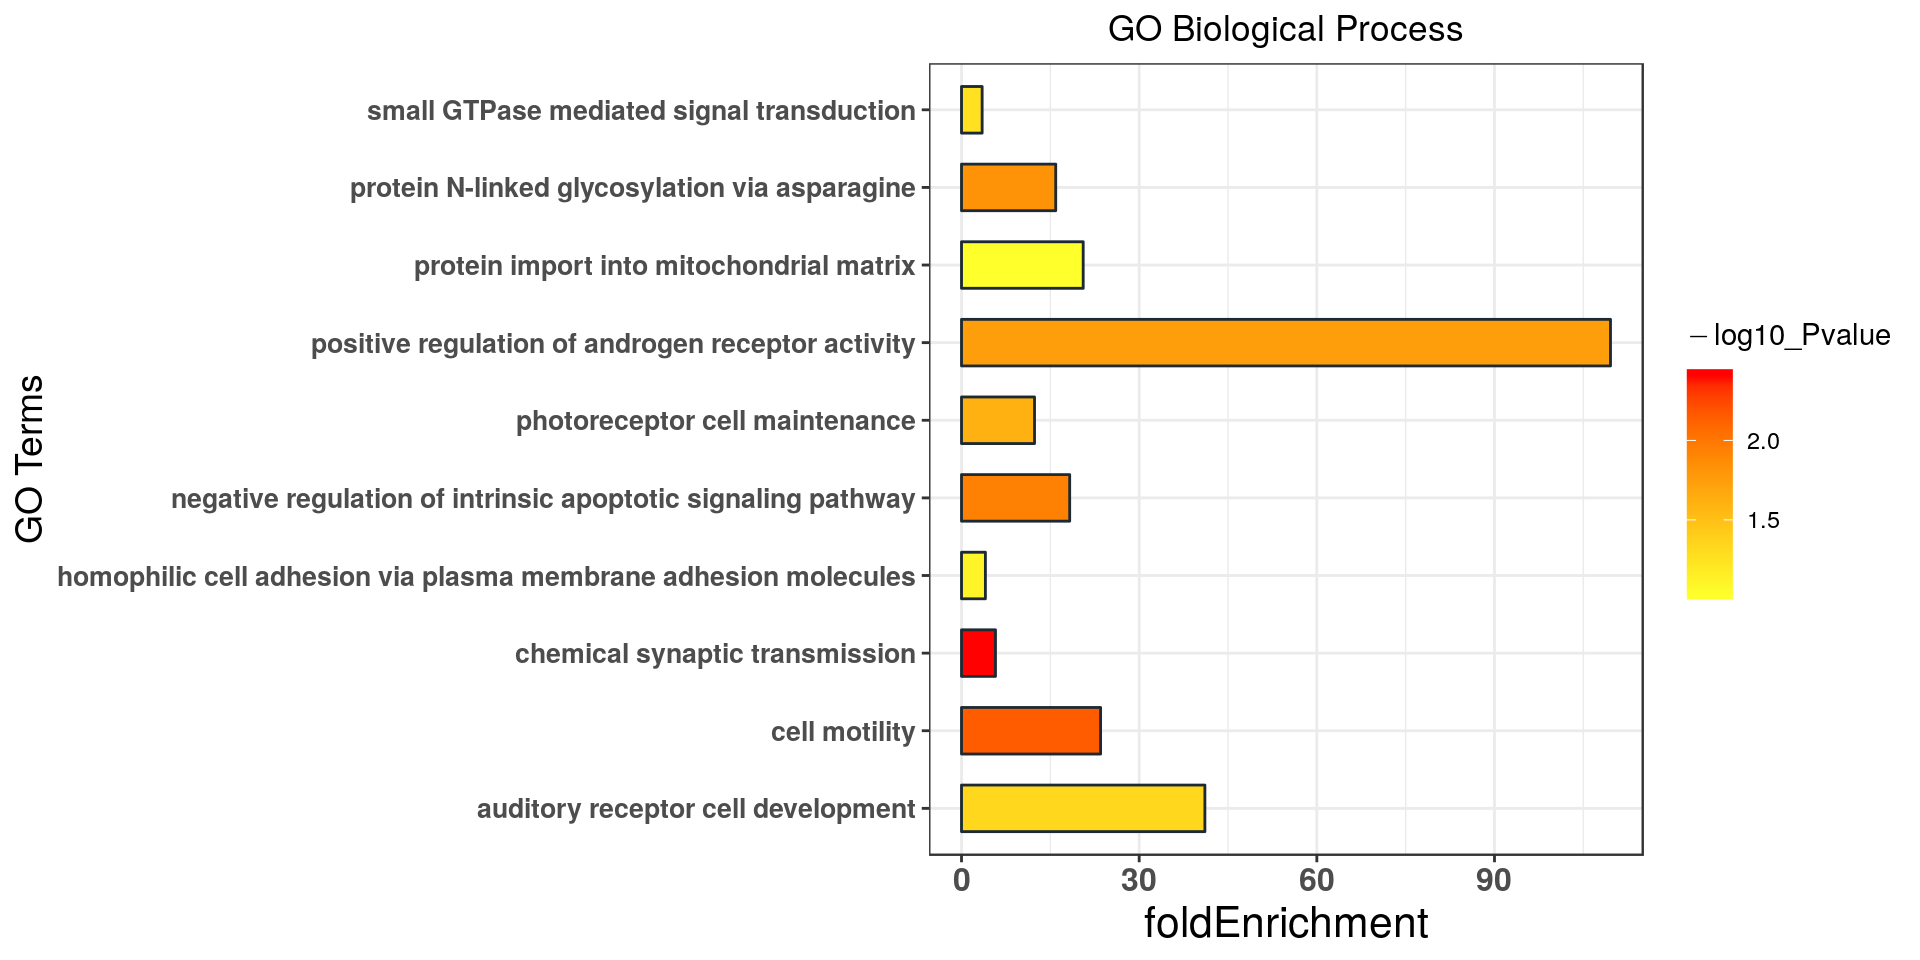 GO Biological Process
GO Terms
small GTPase mediated signal transduction
protein N-linked glycosylation via asparagine
protein import into mitochondrial matrix
positive regulation of androgen receptor activity
photoreceptor cell maintenance
negative regulation of intrinsic apoptotic signaling pathway
homophilic cell adhesion via plasma membrane adhesion molecules
chemical synaptic transmission
cell motility
auditory receptor cell development
0 30 60 90
foldEnrichment
− log10_Pvalue
2.0
1.5